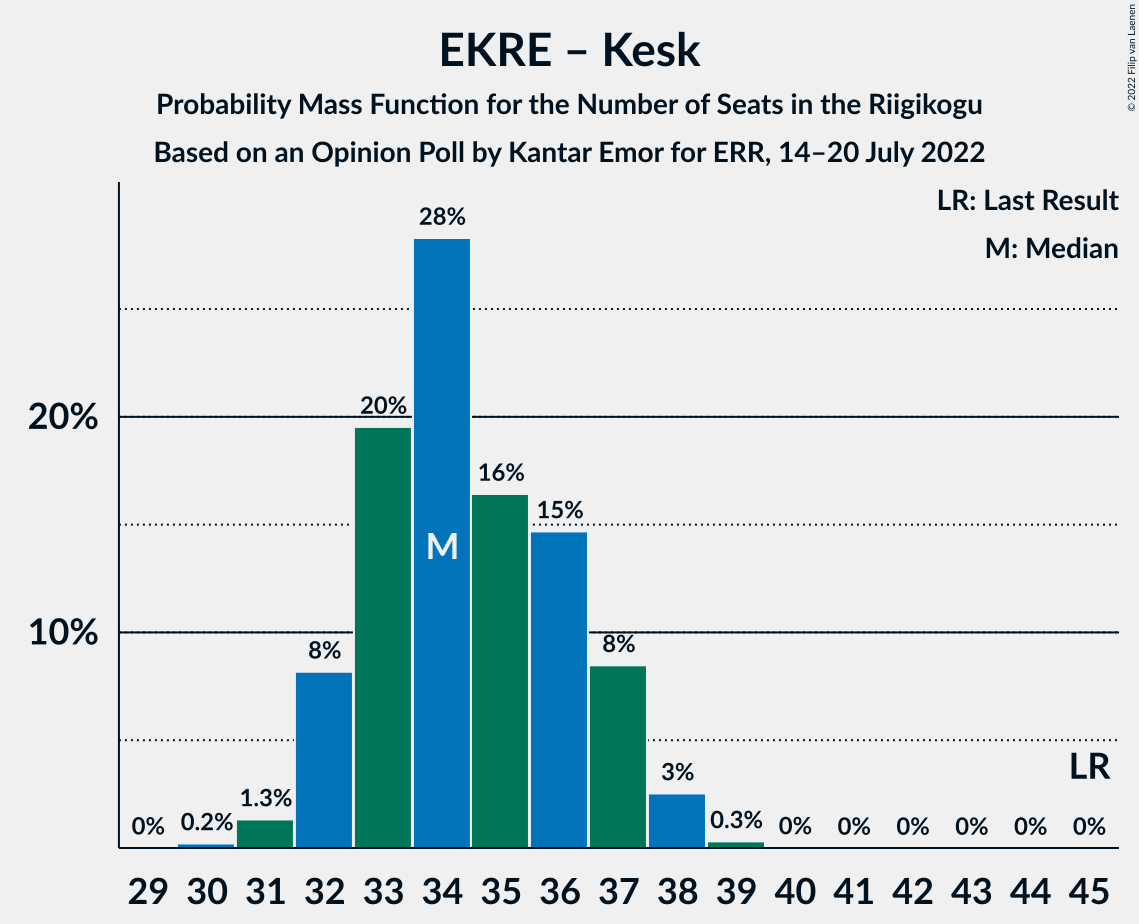 EKRE – Kesk
Probability Mass Function for the Number of Seats in the Riigikogu
Based on an Opinion Poll by Kantar Emor for ERR, 14–20 July 2022
© 2022 Filip van Laenen
LR: Last Result
M: Median
28%
20%
20%
16%
15%
M
10%
8%
8%
LR
3%
1.3%
0% 0.2% 0.3% 0% 0% 0% 0% 0% 0%
29 30 31 32 33 34 35 36 37 38 39 40 41 42 43 44 45